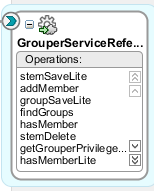 GrouperServiceRefe...
Operations:
stemSaveLite
addMember
groupSaveLite
findGroups
hasMember
stemDelete
getGrouperPrivilege...
hasMemberLite